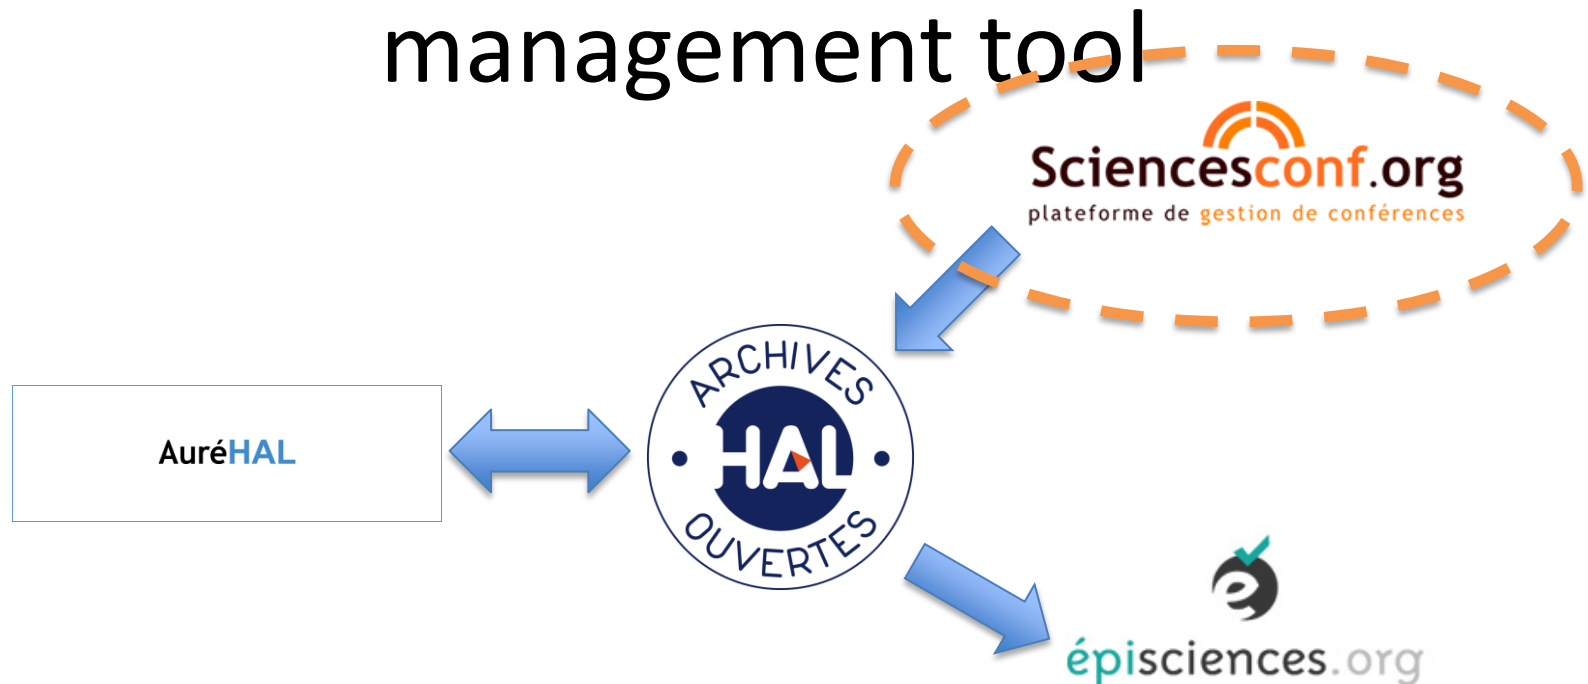 management tool
Sciencesconf.org
plateforme de gestion de conférences
ARCHIVES
HAL
OUVERTES
AuréHAL
épisciences.org